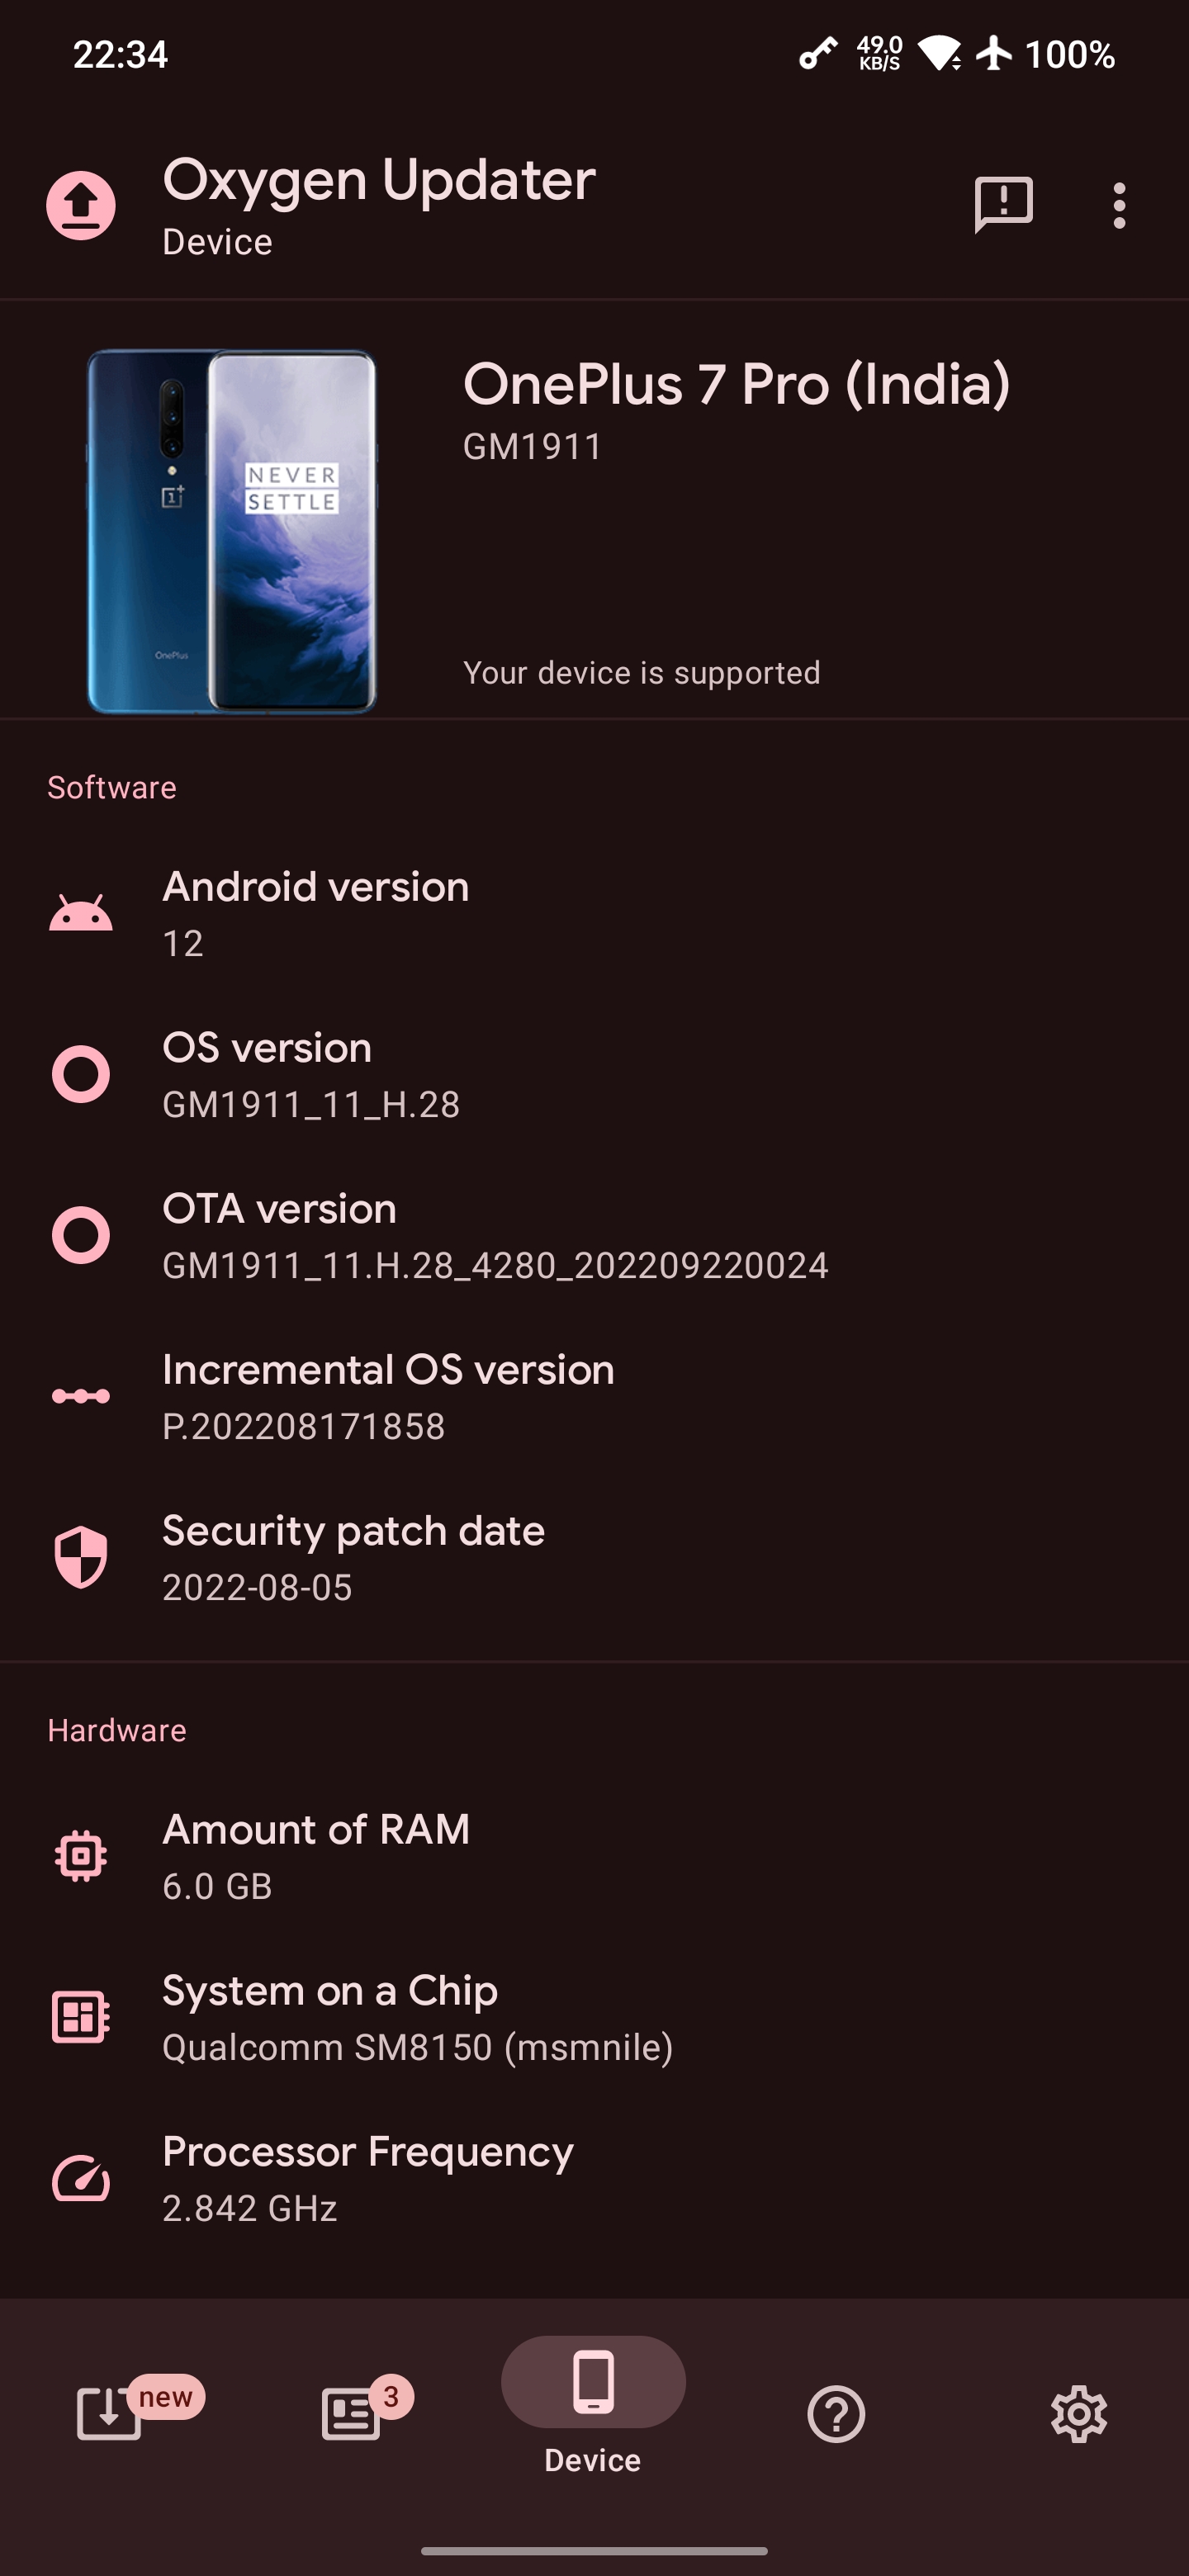 22:34
49.0
KB/S
100%
Oxygen Updater
Device
OnePlus 7 Pro (India)
GM1911
NEVER
SETTLE
OnePlus
Your device is supported
Software
Android version
12
OS version
GM1911_11_H.28
OTA version
GM1911_11.H.28_4280_202209220024
Incremental OS version
P.202208171858
Security patch date
2022-08-05
Hardware
Amount of RAM
6.0 GB
System on a Chip
Qualcomm SM8150 (msmnile)
Processor Frequency
2.842 GHz
new
3
Device